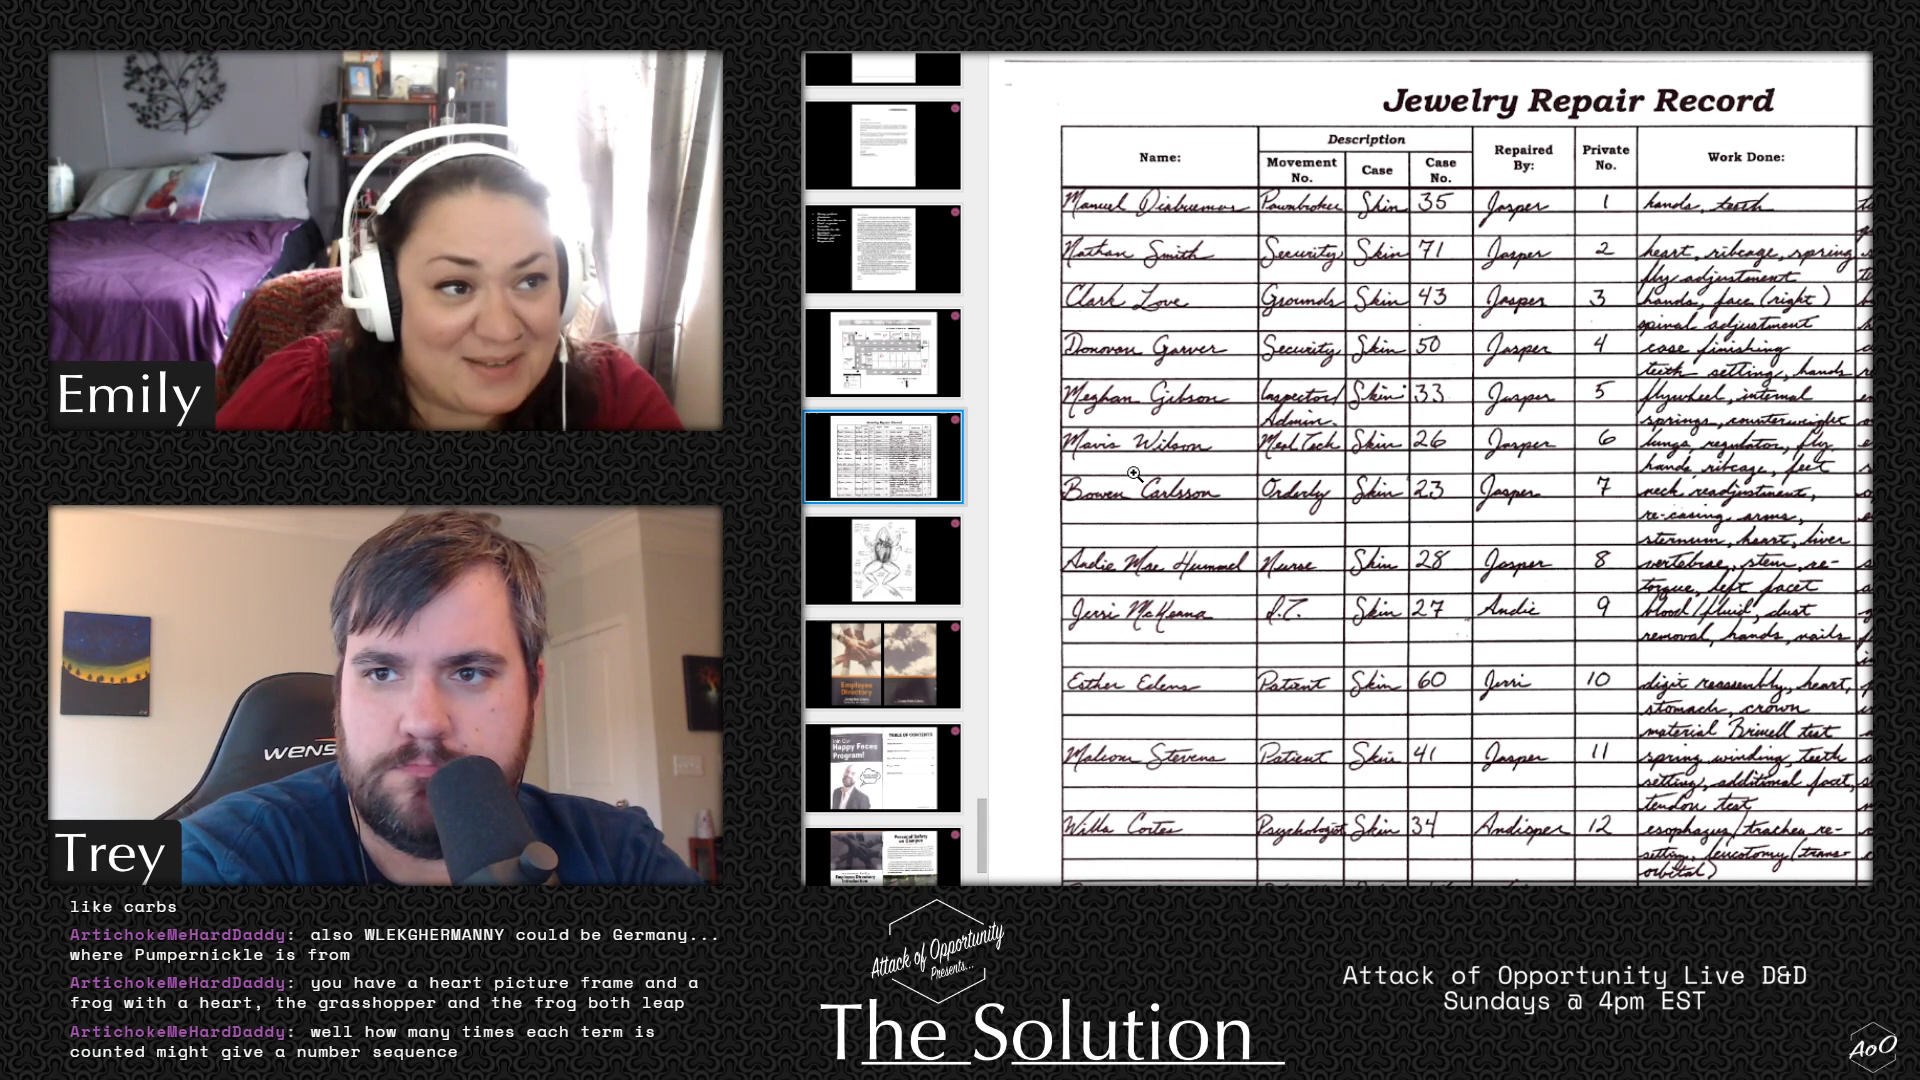 Emily
WENS
Trey
like carbs
ArtichokeMeHardDaddy: also WLEKGHERMANNY could be Germany...
where Pumpernickle is from
ArtichokeMeHardDaddy: you have a heart picture frame and a
frog with a heart, the grasshopper and the frog both leap
ArtichokeMeHardDaddy: well how many times each term is
counted might give a number sequence
Employee
Directory
Join Our
Happy Faces
Program!
TABLE OF CONTENTS
Personal Safety
on Campus
Jewelry Repair Record
Name: Description Movement No. Case Case No. Repaired By: Private No. Work Done:
Manuel Pawnbroker Skin 35 Jasper 1 hands, teeth
Nathan Smith Security Skin 71 Jasper 2 heart, ribcage, spring
fly adjustment
Clark Love Grounds Skin 43 Jasper 3 hands, face (right)
spinal adjustment
Donovan Garver Security Skin 50 Jasper 4 case finishing
teeth setting, hands
Meghan Gibson Inspector/ Skin 33 Jasper 5 flywheel, internal
Admin. springs, counterweight
Mavis Wilson Med Tech Skin 26 Jasper 6 lungs, regulator, fly
hands ribcage, feet
Bowen Carlsson Orderly Skin 23 Jasper 7 neck readjustment,
re-casing arms,
sternum, heart, liver
Andie Mae Hummel Nurse Skin 28 Jasper 8 vertebrae, stem, re-
torque, left facet
Jerri McKenna Skin 27 Andie 9 blood/fluid, dust
removal, hands, nails
Esther Edens Patient Skin 60 Jerri 10 digit reassembly, heart,
stomach, crown
material Brinell test
Malcom Stevens Patient Skin 41 Jasper 11 spring winding, teeth
setting, additional facet,
tendon test
Willa Cortes Psychologist Skin 34 Andisper 12 esophagus/trachea re-
setting, leucotomy (trans-
orbital)
Attack of Opportunity
Presents...
The Solution
Attack of Opportunity Live D&D
Sundays @ 4pm EST
AoO